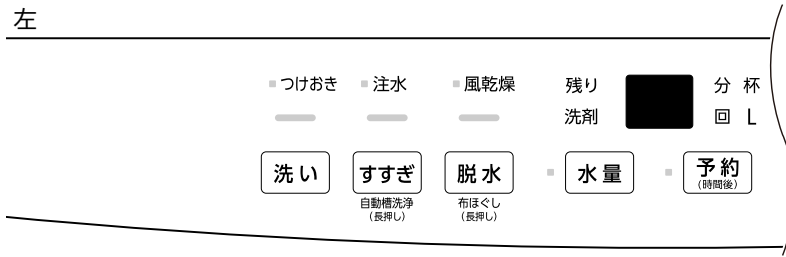 左
つけおき 注水 風乾燥 残り 分 杯
洗剤 回 L
洗い すすぎ 脱水 水量 予約
(時間後)
自動槽洗浄 布ほぐし
(長押し) (長押し)